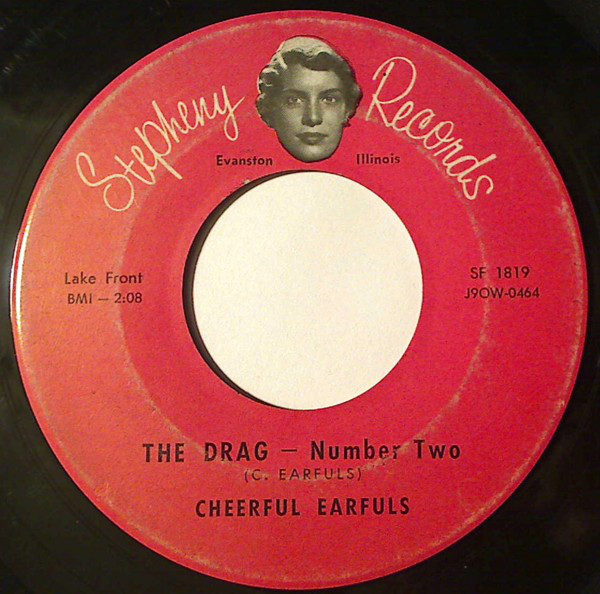 Stepheny Records
Evanston Illinois
Lake Front
BMI – 2:08
SF 1819
J9OW-0464
THE DRAG – Number Two
(C. EARFULS)
CHEERFUL EARFULS